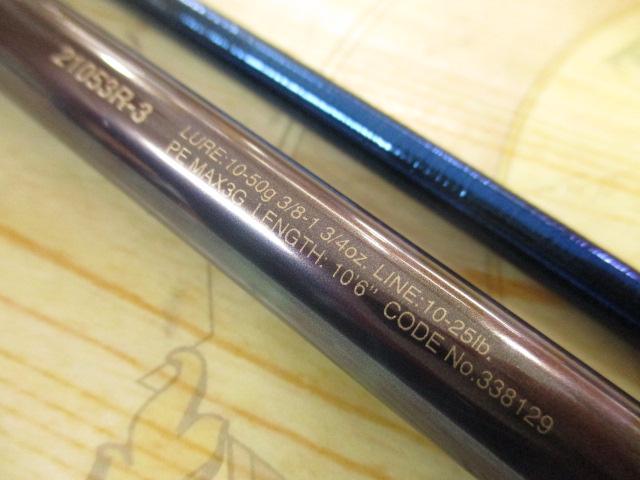 21053R-3
LURE:10-50g 3/8-1 3/4oz. LINE:10-25lb.
PE MAX3G LENGTH: 10'6" CODE No.338129